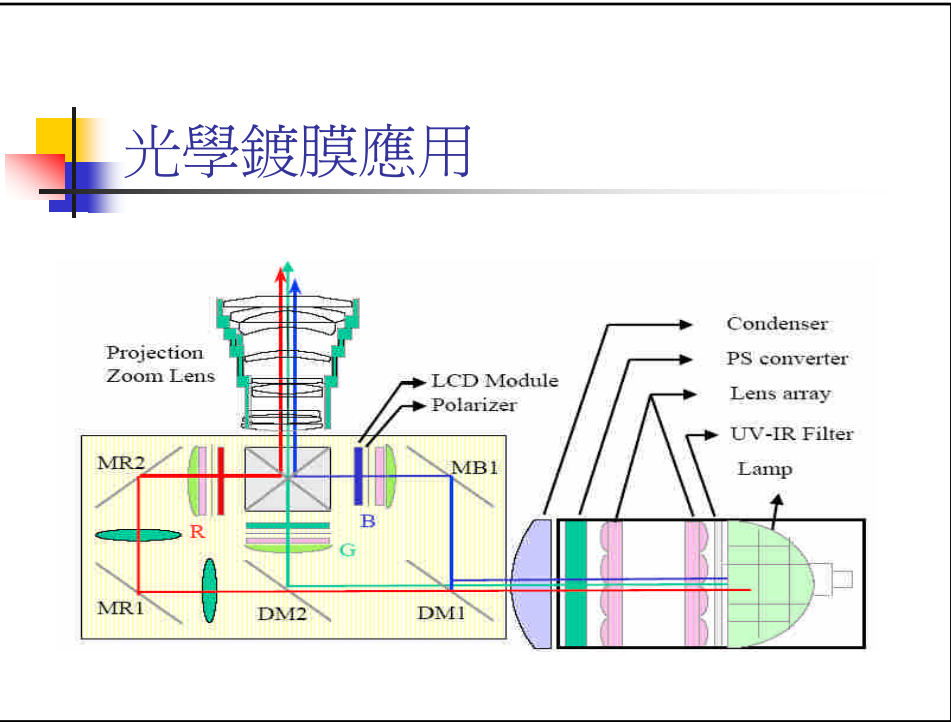 光學鍍膜應用
Projection
Zoom Lens
LCD Module
Polarizer
Condenser
PS converter
Lens array
UV-IR Filter
Lamp
MR2
MB1
R
B
G
MR1
DM2
DM1